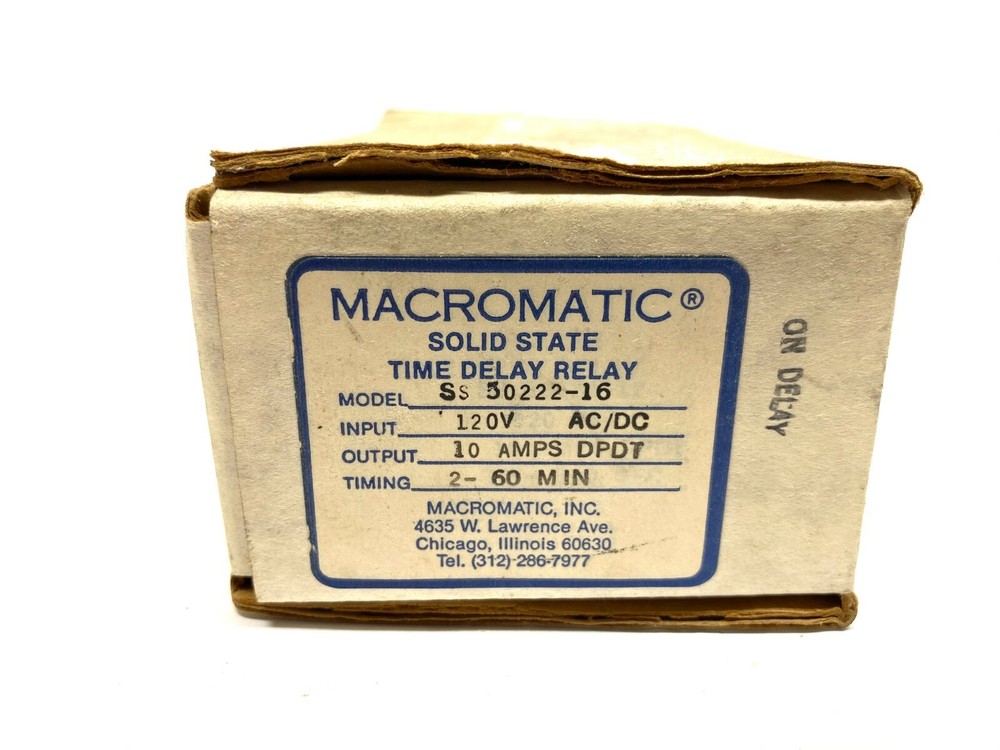 MACROMATIC®
SOLID STATE
TIME DELAY RELAY
MODEL SS 50222-16
INPUT 120V AC/DC
OUTPUT 10 AMPS DPDT
TIMING 2- 60 MIN
MACROMATIC, INC.
4635 W. Lawrence Ave.
Chicago, Illinois 60630
Tel. (312)-286-7977
ON DELAY